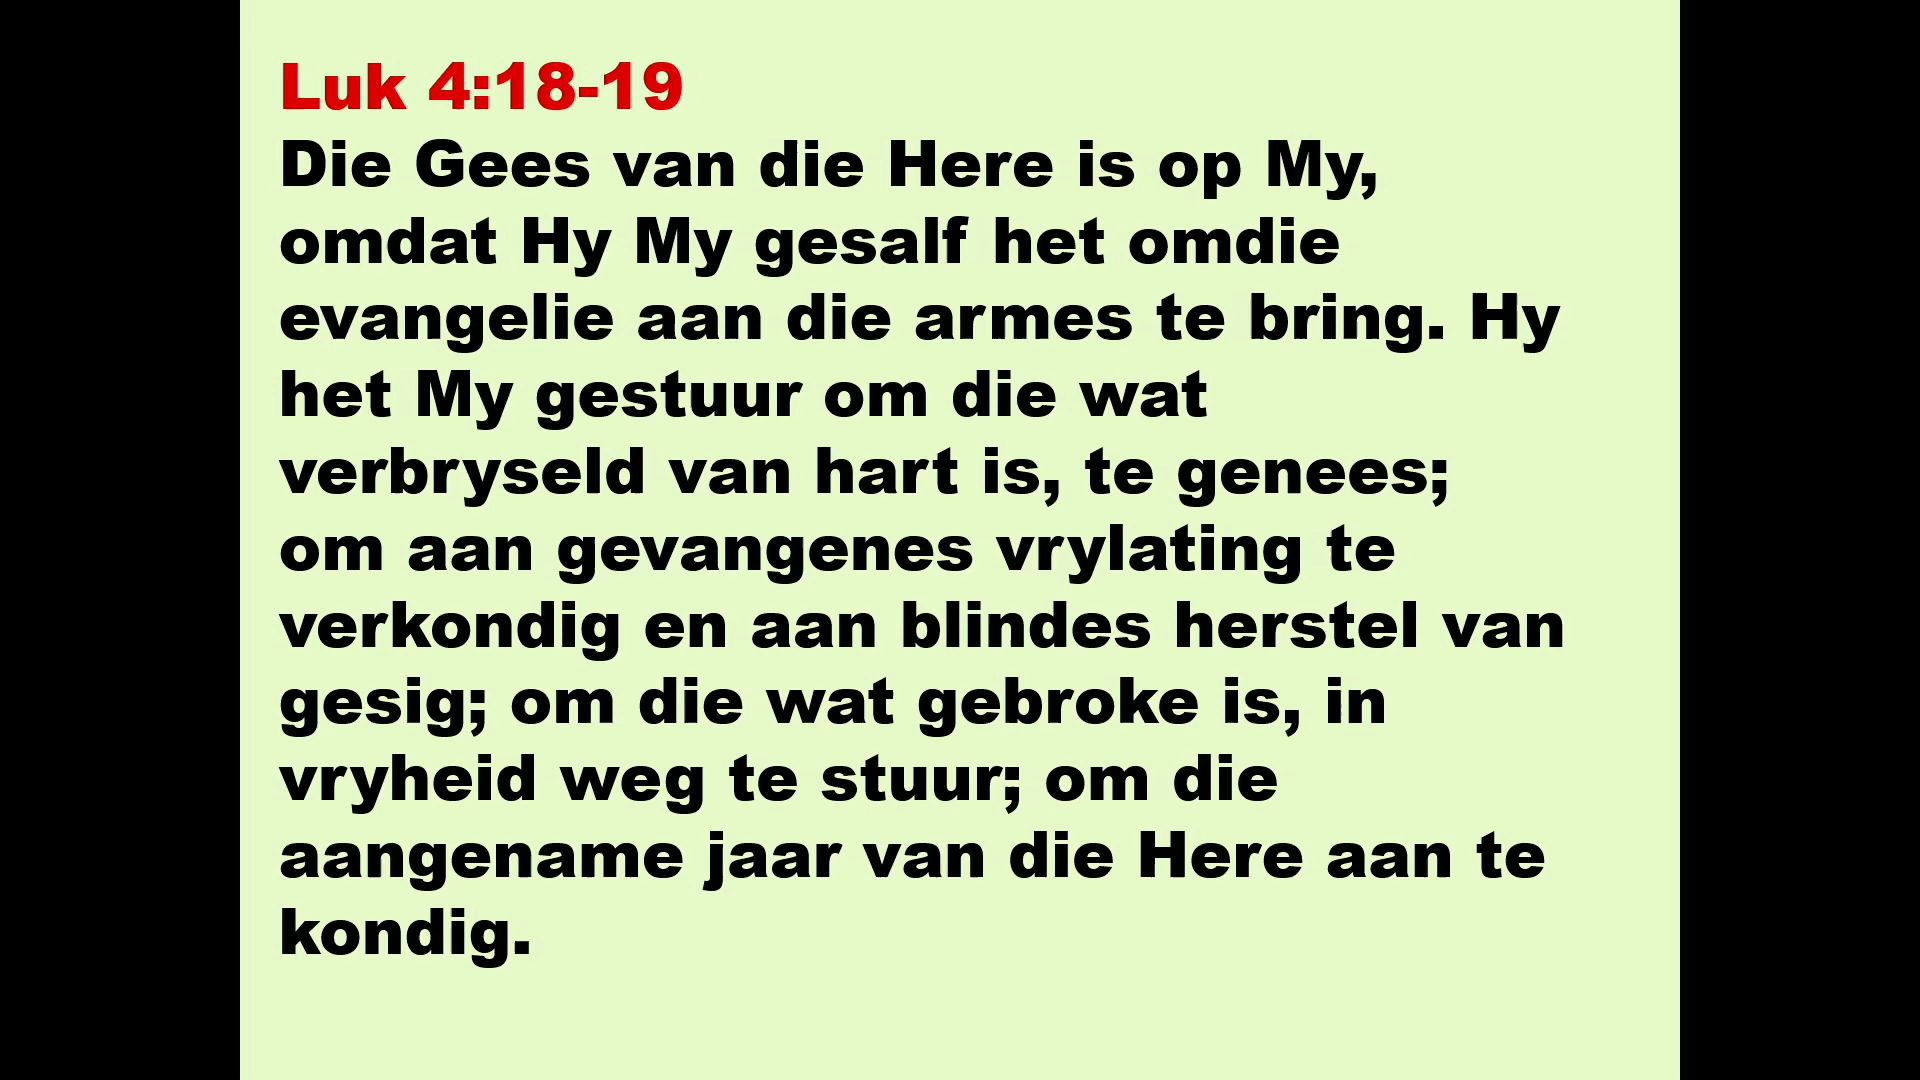 Luk 4:18-19
Die Gees van die Here is op My,
omdat Hy My gesalf het omdie
evangelie aan die armes te bring. Hy
het My gestuur om die wat
verbryseld van hart is, te genees;
om aan gevangenes vrylating te
verkondig en aan blindes herstel van
gesig; om die wat gebroke is, in
vryheid weg te stuur; om die
aangename jaar van die Here aan te
kondig.